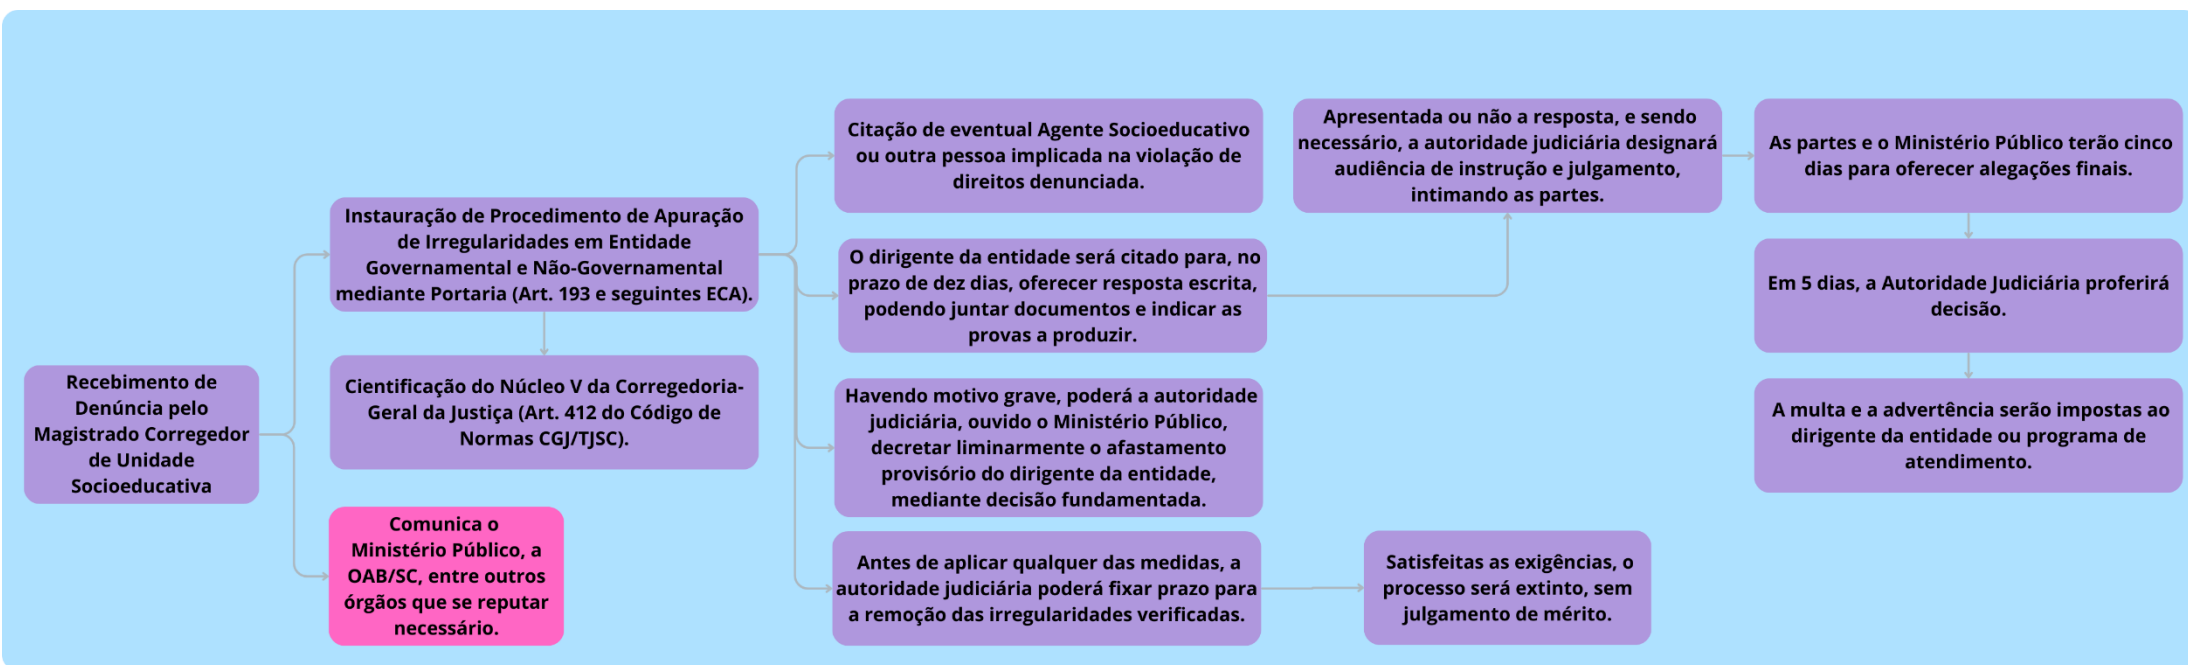 Recebimento de
Denúncia pelo
Magistrado Corregedor
de Unidade
Socioeducativa
Instauração de Procedimento de Apuração
de Irregularidades em Entidade
Governamental e Não-Governamental
mediante Portaria (Art. 193 e seguintes ECA).
Cientificação do Núcleo V da Corregedoria-
Geral da Justiça (Art. 412 do Código de
Normas CGJ/TJSC).
Comunica o
Ministério Público, a
OAB/SC, entre outros
órgãos que se reputar
necessário.
Citação de eventual Agente Socioeducativo
ou outra pessoa implicada na violação de
direitos denunciada.
O dirigente da entidade será citado para, no
prazo de dez dias, oferecer resposta escrita,
podendo juntar documentos e indicar as
provas a produzir.
Havendo motivo grave, poderá a autoridade
judiciária, ouvido o Ministério Público,
decretar liminarmente o afastamento
provisório do dirigente da entidade,
mediante decisão fundamentada.
Antes de aplicar qualquer das medidas, a
autoridade judiciária poderá fixar prazo para
a remoção das irregularidades verificadas.
Apresentada ou não a resposta, e sendo
necessário, a autoridade judiciária designará
audiência de instrução e julgamento,
intimando as partes.
Satisfeitas as exigências, o
processo será extinto, sem
julgamento de mérito.
As partes e o Ministério Público terão cinco
dias para oferecer alegações finais.
Em 5 dias, a Autoridade Judiciária proferirá
decisão.
A multa e a advertência serão impostas ao
dirigente da entidade ou programa de
atendimento.